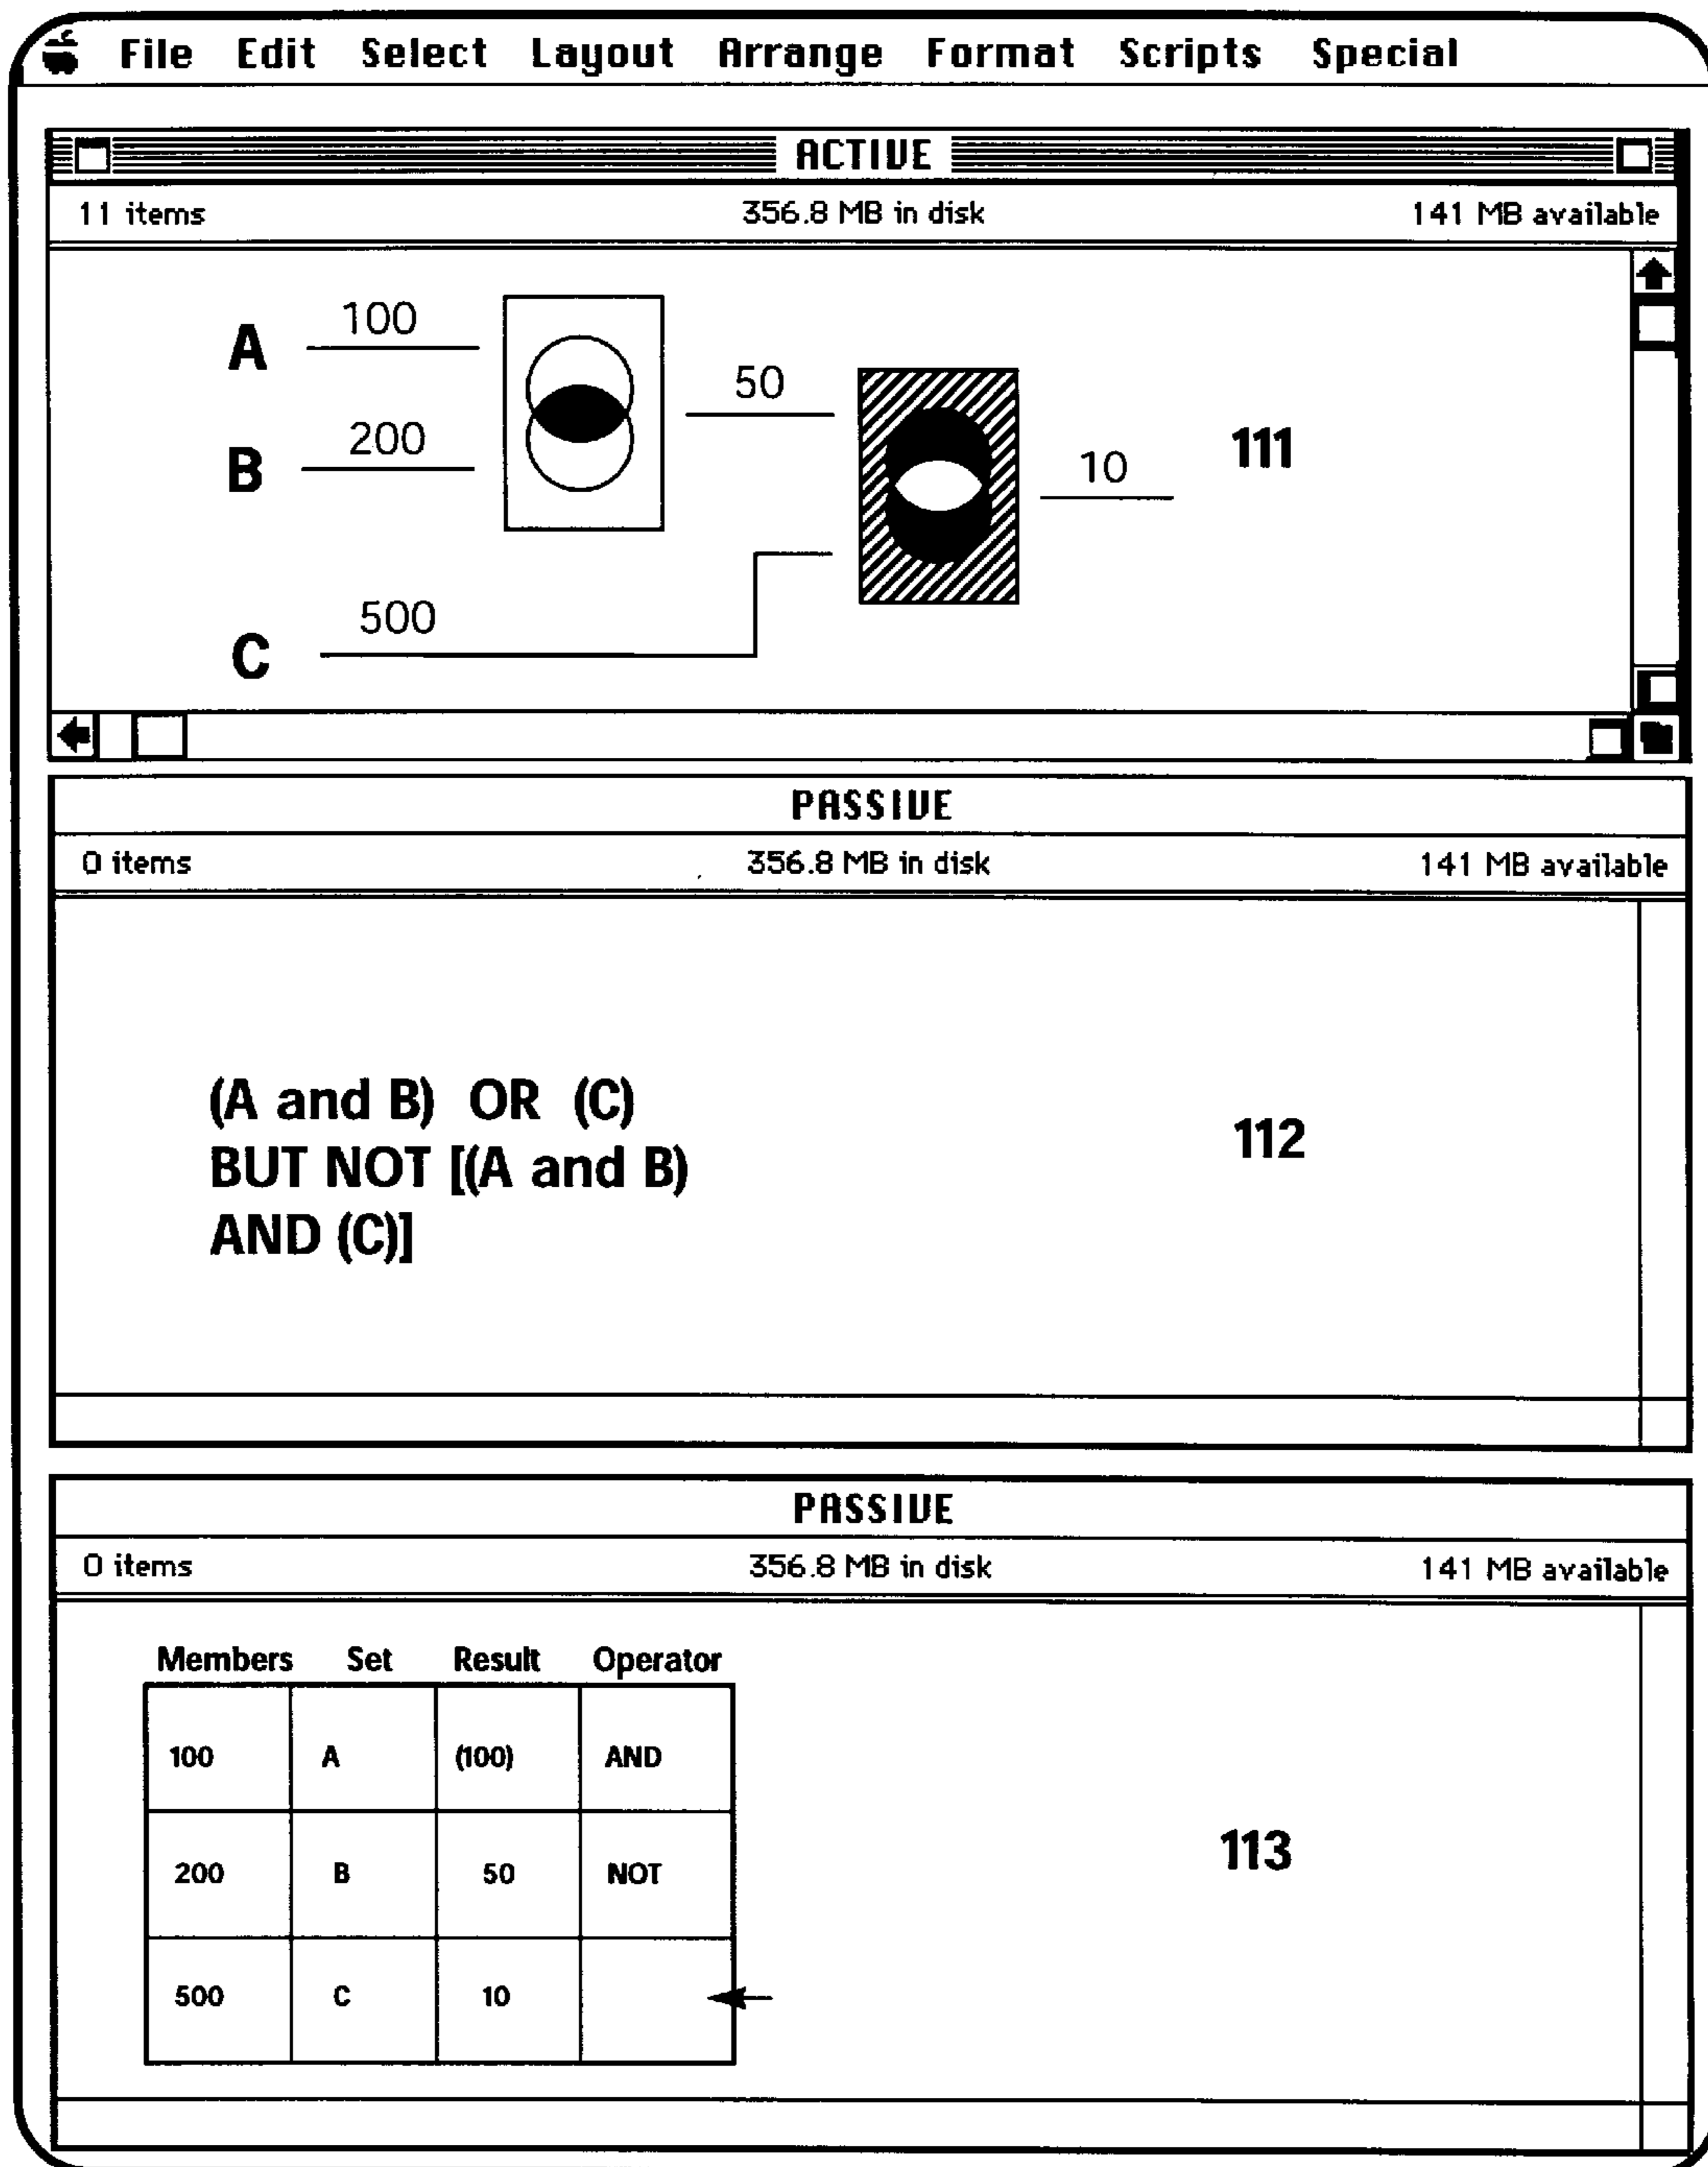 File Edit Select Layout Arrange Format Scripts Special
ACTIVE
11 items 356.8 MB in disk 141 MB available
A 100
50
B 200
111
10
500
C
PASSIVE
0 items 356.8 MB in disk 141 MB available
(A and B) OR (C)
BUT NOT [(A and B)
AND (C)]
112
PASSIVE
0 items 356.8 MB in disk 141 MB available
Members Set Result Operator
100 A (100) AND
200 B 50 NOT
500 C 10
113